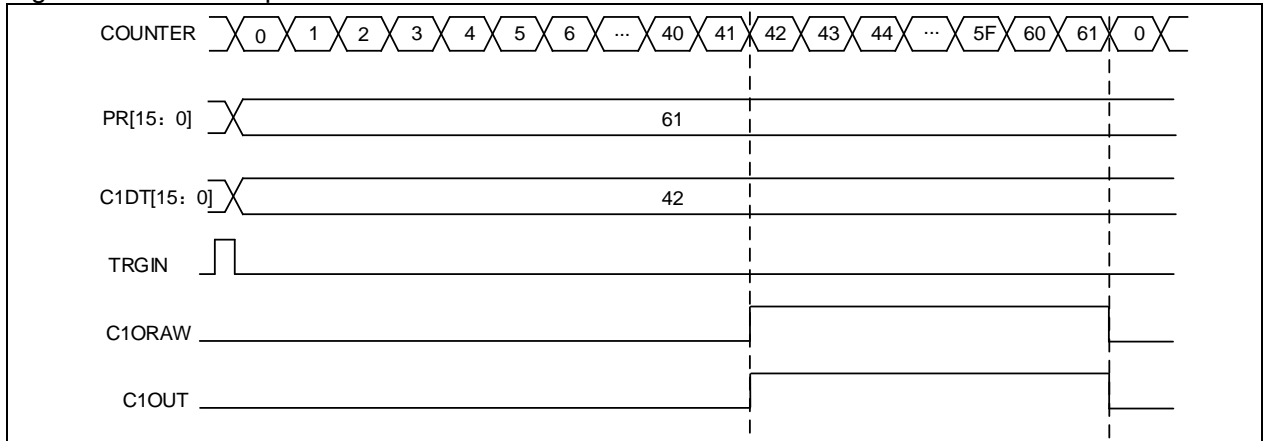 COUNTER 0 1 2 3 4 5 6 ... 40 41 42 43 44 ... 5F 60 61 0
PR[15：0] 61
C1DT[15：0] 42
TRGIN
C1ORAW
C1OUT